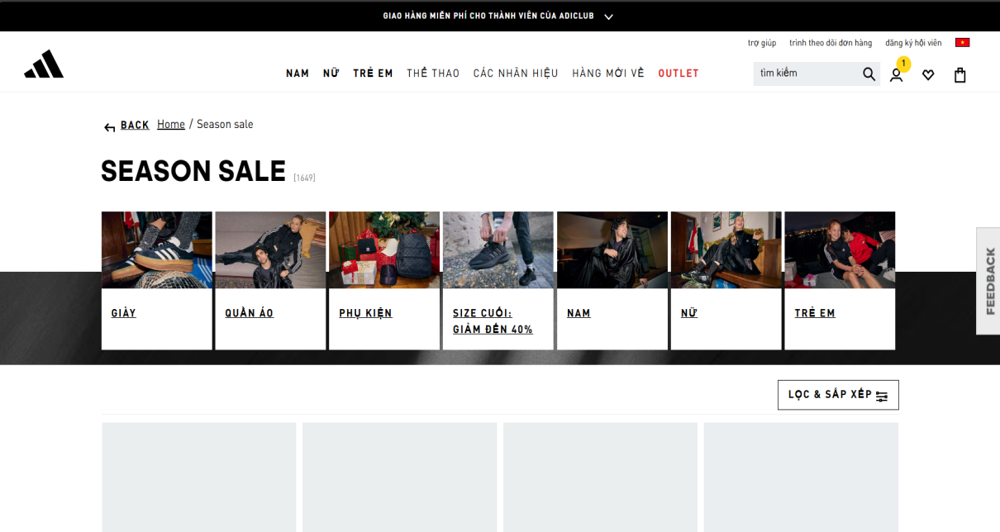 GIAO HÀNG MIỄN PHÍ CHO THÀNH VIÊN CỦA ADICLUB
trợ giúp trình theo dõi đơn hàng đăng ký hội viên
NAM NỮ TRẺ EM THỂ THAO CÁC NHÃN HIỆU HÀNG MỚI VỀ OUTLET
tìm kiếm
1
BACK Home / Season sale
SEASON SALE [1649]
GIÀY
QUẦN ÁO
PHỤ KIỆN
SIZE CUỐI:
GIẢM ĐẾN 40%
NAM
NỮ
TRẺ EM
FEEDBACK
LỌC & SẮP XẾP